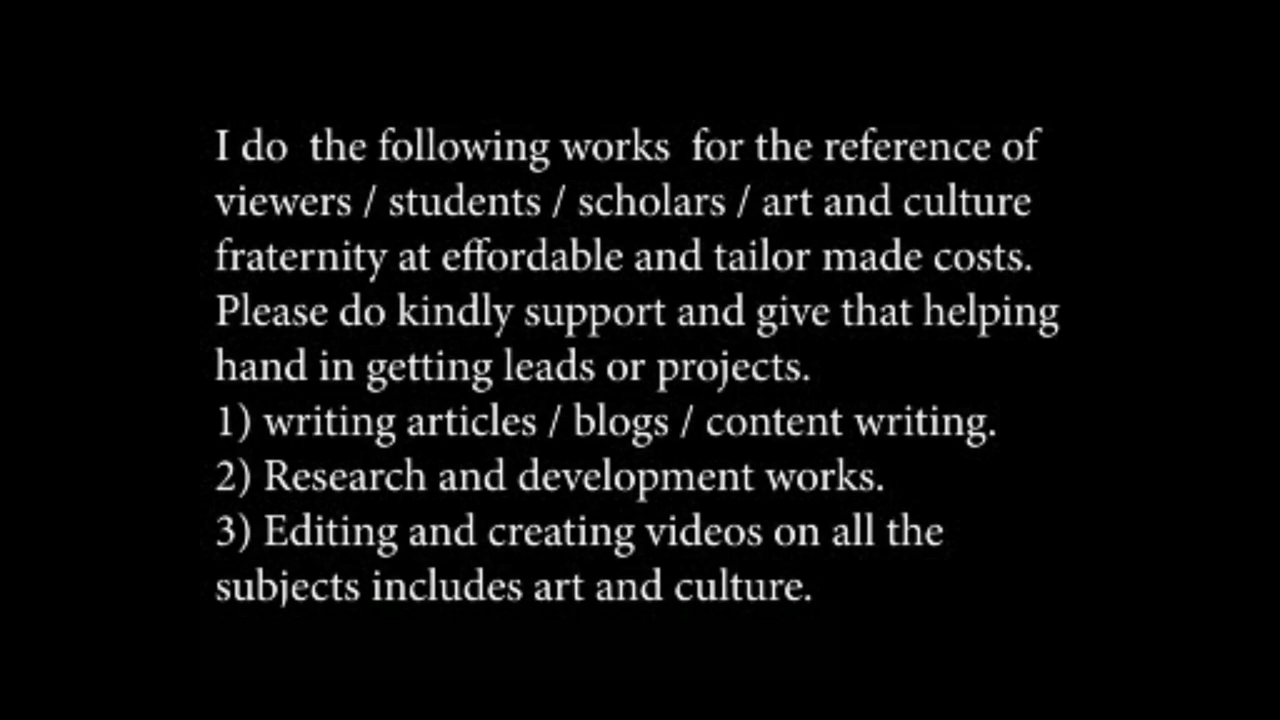 I do  the following works  for the reference of
viewers / students / scholars / art and culture
fraternity at effordable and tailor made costs.
Please do kindly support and give that helping
hand in getting leads or projects.
1) writing articles / blogs / content writing.
2) Research and development works.
3) Editing and creating videos on all the
subjects includes art and culture.